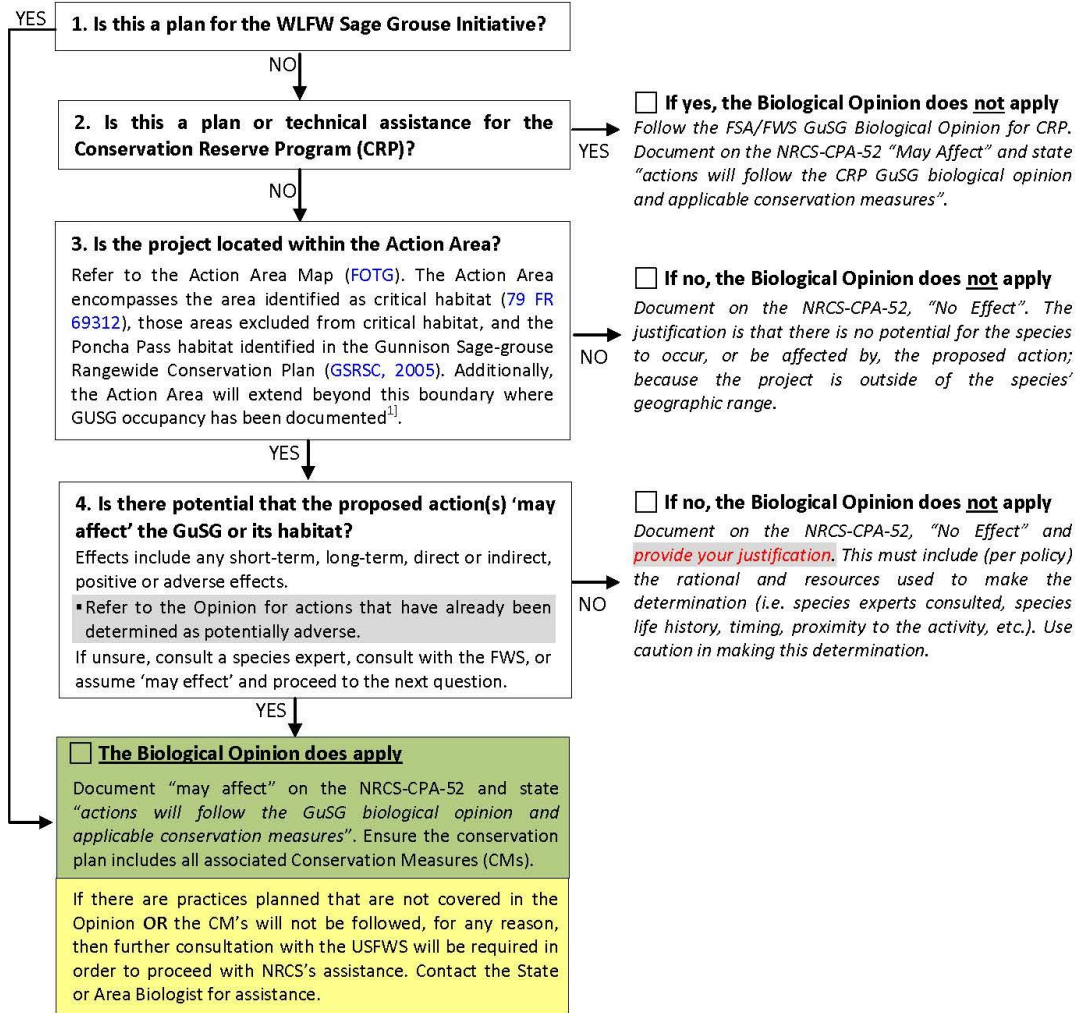 YES
1. Is this a plan for the WLFW Sage Grouse Initiative?
NO
2. Is this a plan or technical assistance for the
Conservation Reserve Program (CRP)?
YES
If yes, the Biological Opinion does not apply
Follow the FSA/FWS GuSG Biological Opinion for CRP.
Document on the NRCS-CPA-52 “May Affect” and state
“actions will follow the CRP GuSG biological opinion
and applicable conservation measures”.
NO
3. Is the project located within the Action Area?
Refer to the Action Area Map (FOTG). The Action Area
encompasses the area identified as critical habitat (79 FR
69312), those areas excluded from critical habitat, and the
Poncha Pass habitat identified in the Gunnison Sage-grouse
Rangewide Conservation Plan (GSRSC, 2005). Additionally,
the Action Area will extend beyond this boundary where
GUSG occupancy has been documented1].
NO
If no, the Biological Opinion does not apply
Document on the NRCS-CPA-52, “No Effect”. The
justification is that there is no potential for the species
to occur, or be affected by, the proposed action;
because the project is outside of the species’
geographic range.
YES
4. Is there potential that the proposed action(s) ‘may
affect’ the GuSG or its habitat?
Effects include any short-term, long-term, direct or indirect,
positive or adverse effects.
▪ Refer to the Opinion for actions that have already been
determined as potentially adverse.
If unsure, consult a species expert, consult with the FWS, or
assume ‘may effect’ and proceed to the next question.
NO
If no, the Biological Opinion does not apply
Document on the NRCS-CPA-52, “No Effect” and
provide your justification. This must include (per policy)
the rational and resources used to make the
determination (i.e. species experts consulted, species
life history, timing, proximity to the activity, etc.). Use
caution in making this determination.
YES
The Biological Opinion does apply
Document “may affect” on the NRCS-CPA-52 and state
“actions will follow the GuSG biological opinion and
applicable conservation measures”. Ensure the conservation
plan includes all associated Conservation Measures (CMs).
If there are practices planned that are not covered in the
Opinion OR the CM’s will not be followed, for any reason,
then further consultation with the USFWS will be required in
order to proceed with NRCS’s assistance. Contact the State
or Area Biologist for assistance.